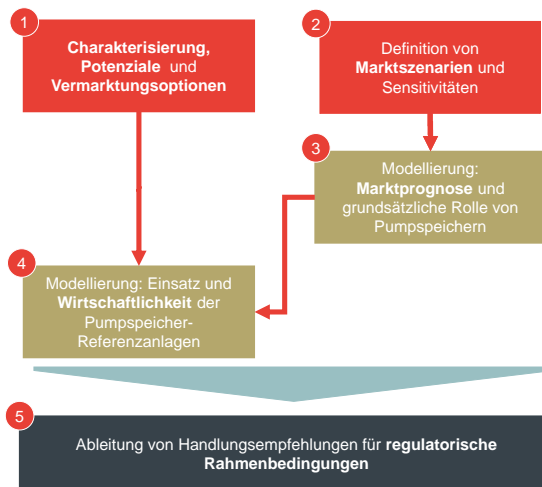 1
Charakterisierung,
Potenziale und
Vermarktungsoptionen
2
Definition von
Marktszenarien und
Sensitivitäten
3
Modellierung:
Marktprognose und
grundsätzliche Rolle von
Pumpspeichern
4
Modellierung: Einsatz und
Wirtschaftlichkeit der
Pumpspeicher-
Referenzanlagen
5
Ableitung von Handlungsempfehlungen für regulatorische
Rahmenbedingungen